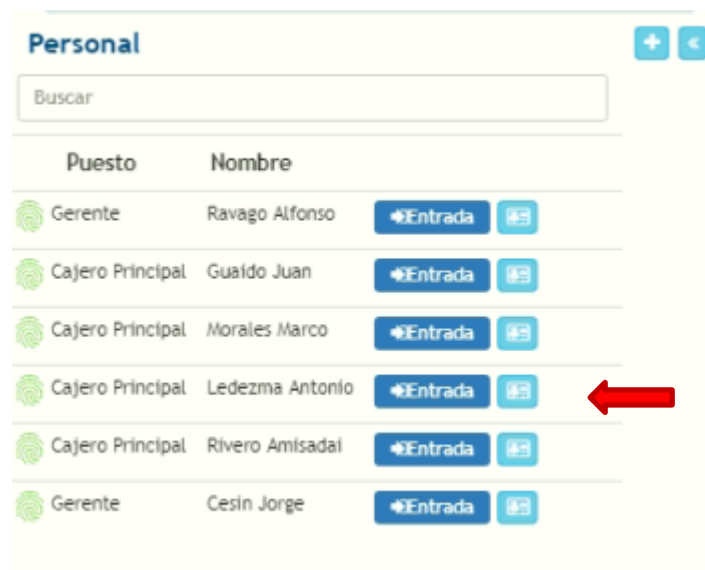 Personal
Buscar
Puesto Nombre
Gerente Ravago Alfonso Entrada
Cajero Principal Guaido Juan Entrada
Cajero Principal Morales Marco Entrada
Cajero Principal Ledezma Antonio Entrada
Cajero Principal Rivero Amisadai Entrada
Gerente Cesin Jorge Entrada